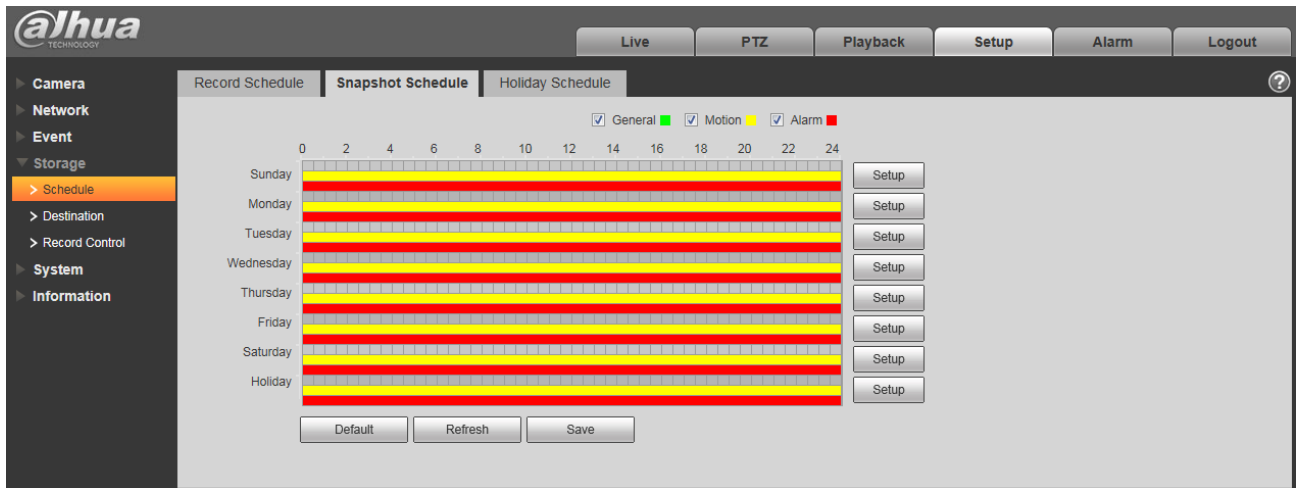 alhua
TECHNOLOGY
Live PTZ Playback Setup Alarm Logout
Camera
Network
Event
Storage
Schedule
Destination
Record Control
System
Information
Record Schedule Snapshot Schedule Holiday Schedule ?
General Motion Alarm
0 2 4 6 8 10 12 14 16 18 20 22 24
Sunday Setup
Monday Setup
Tuesday Setup
Wednesday Setup
Thursday Setup
Friday Setup
Saturday Setup
Holiday Setup
Default Refresh Save